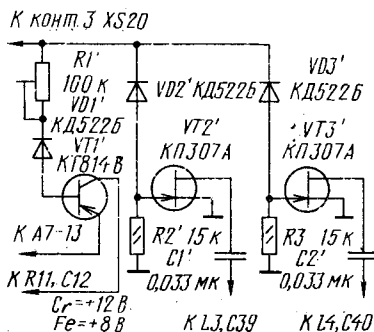 К конт. 3 XS20
R1'
100 к
VD1'
КД522Б
VT1'
КТ814В
VD2' КД522Б
VT2'
КП307А
VD3'
КД522Б
VT3'
КП307А
R2' 15 к
C1'
0,033 мк
R3 15 к
C2'
0,033 мк
К А7-13
К R11, C12
Cr = +12 В
Fe = +8 В
К L3, C39
К L4, C40